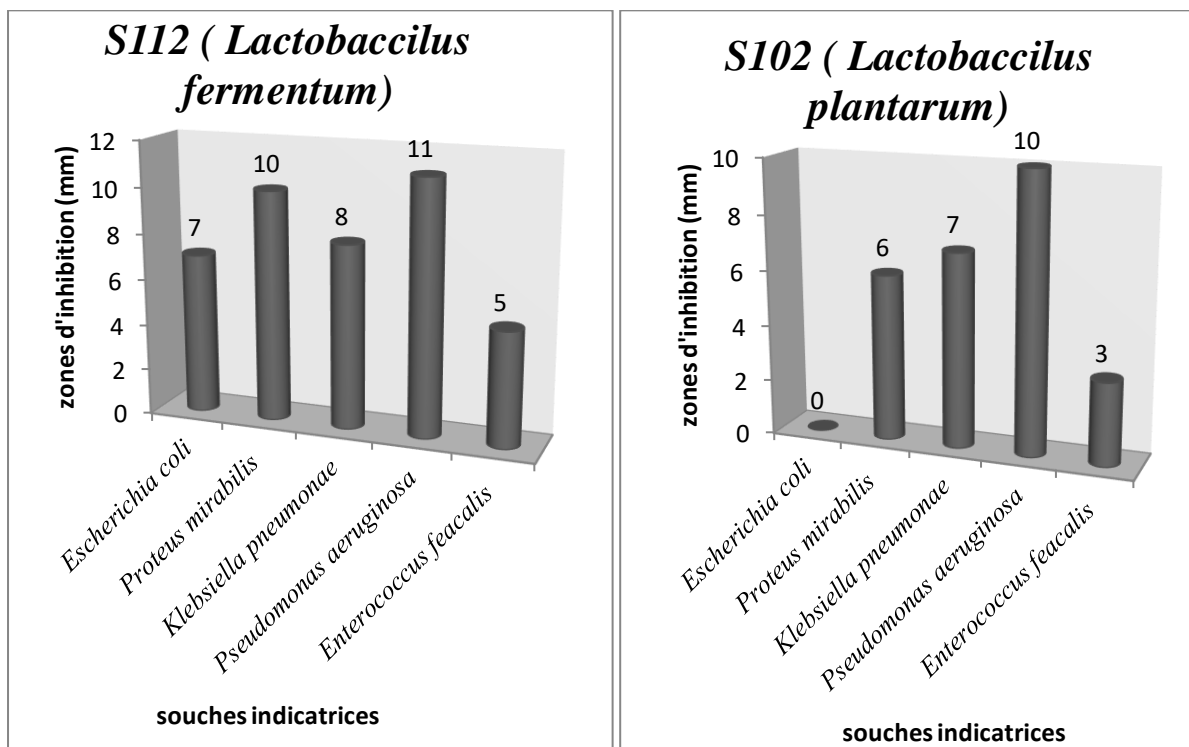 S112 ( Lactobaccilus
fermentum)
zones d'inhibition (mm)
12
10
8
6
4
2
0
7
10
8
11
5
Escherichia coli
Proteus mirabilis
Klebsiella pneumonae
Pseudomonas aeruginosa
Enterococcus feacalis
souches indicatrices
S102 ( Lactobaccilus
plantarum)
zones d'inhibition (mm)
10
8
6
4
2
0
0
6
7
10
3
Escherichia coli
Proteus mirabilis
Klebsiella pneumonae
Pseudomonas aeruginosa
Enterococcus feacalis
souches indicatrices